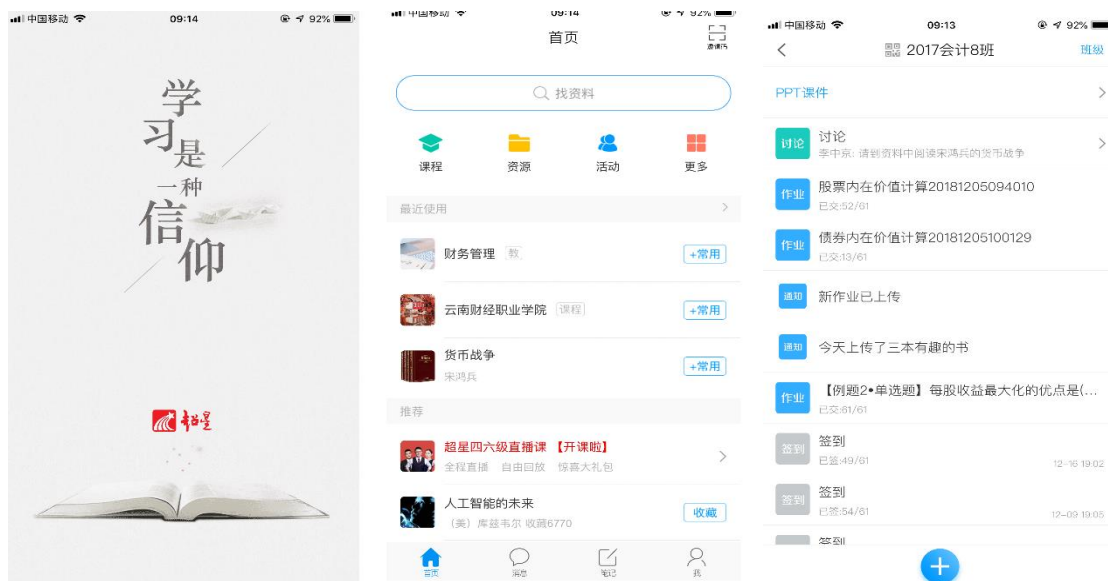 中国移动 09:14 92%
学
习
是
一种
信
仰
超星
中国移动 09:14 92%
首页
邀请码
找资料
课程 资源 活动 更多
最近使用
财务管理 教 +常用
云南财经职业学院 课程 +常用
货币战争
宋鸿兵
+常用
推荐
超星四六级直播课 【开课啦】
全程直播 自由回放 惊喜大礼包
人工智能的未来
(美) 库兹韦尔 收藏6770
收藏
首页 消息 笔记 我
中国移动 09:13 92%
2017会计8班 班级
PPT课件
讨论 讨论
李中京: 请到资料中阅读宋鸿兵的货币战争
作业 股票内在价值计算20181205094010
已交:52/61
作业 债券内在价值计算20181205100129
已交:13/61
通知 新作业已上传
通知 今天上传了三本有趣的书
作业 【例题2•单选题】每股收益最大化的优点是(...
已交:61/61
签到 签到
已签:49/61 12-16 19:02
签到 签到
已签:54/61 12-09 19:05
签到